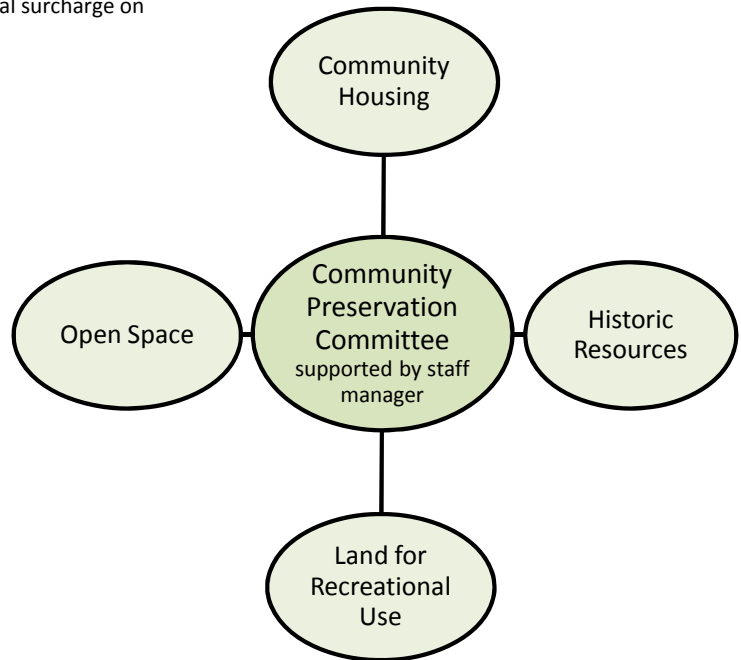 al surcharge on
Community
Housing
Community
Preservation
Committee
supported by staff
manager
Open Space
Historic
Resources
Land for
Recreational
Use